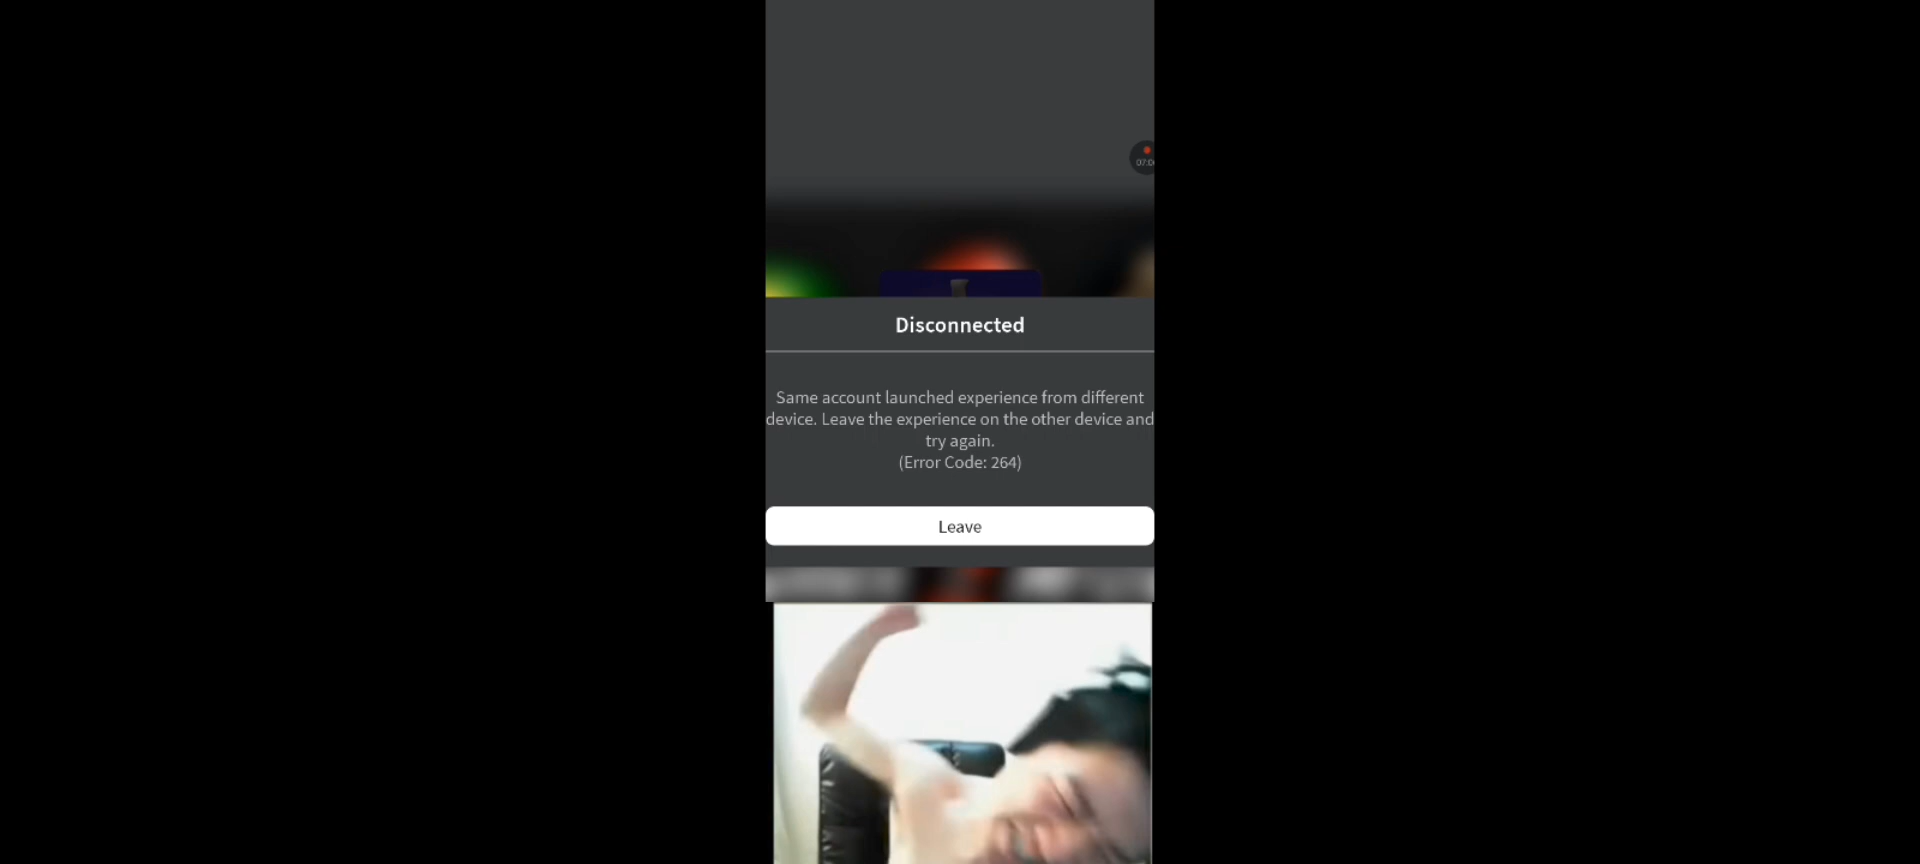 Disconnected
Same account launched experience from different
device. Leave the experience on the other device and
try again.
(Error Code: 264)
Leave